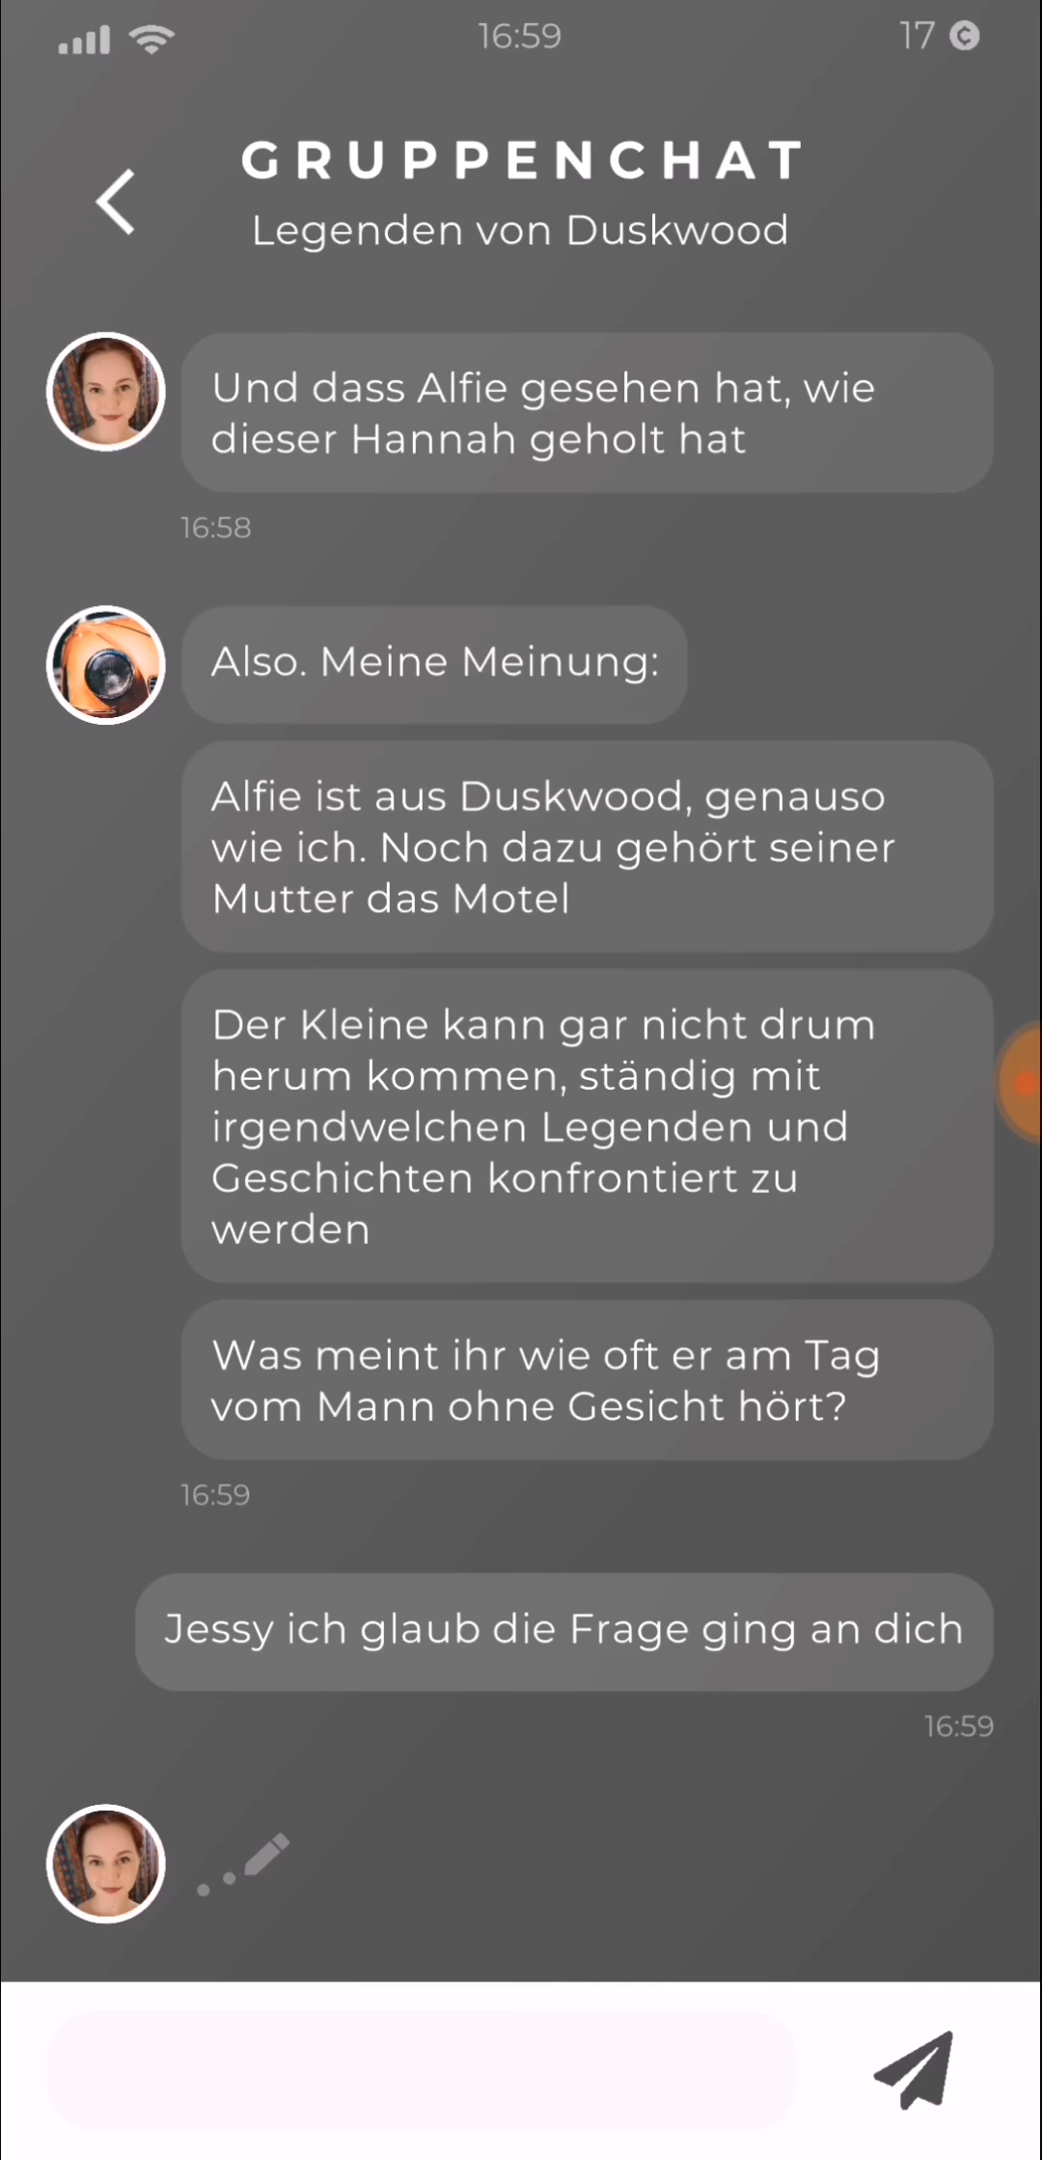 16:59
17
GRUPPENCHAT
Legenden von Duskwood
Und dass Alfie gesehen hat, wie
dieser Hannah geholt hat
16:58
Also. Meine Meinung:
Alfie ist aus Duskwood, genauso
wie ich. Noch dazu gehört seiner
Mutter das Motel
Der Kleine kann gar nicht drum
herum kommen, ständig mit
irgendwelchen Legenden und
Geschichten konfrontiert zu
werden
Was meint ihr wie oft er am Tag
vom Mann ohne Gesicht hört?
16:59
Jessy ich glaub die Frage ging an dich
16:59